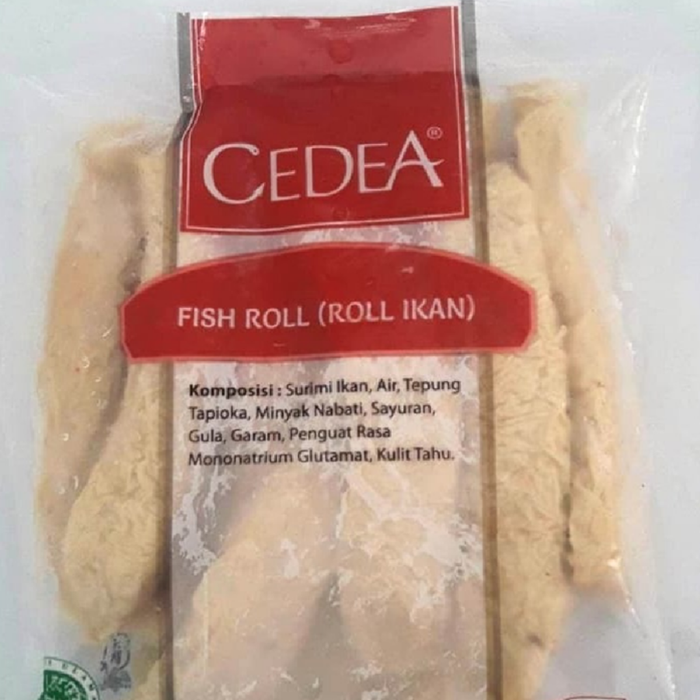 CEDEA®
FISH ROLL (ROLL IKAN)
Komposisi : Surimi Ikan, Air, Tepung
Tapioka, Minyak Nabati, Sayuran,
Gula, Garam, Penguat Rasa
Mononatrium Glutamat, Kulit Tahu.